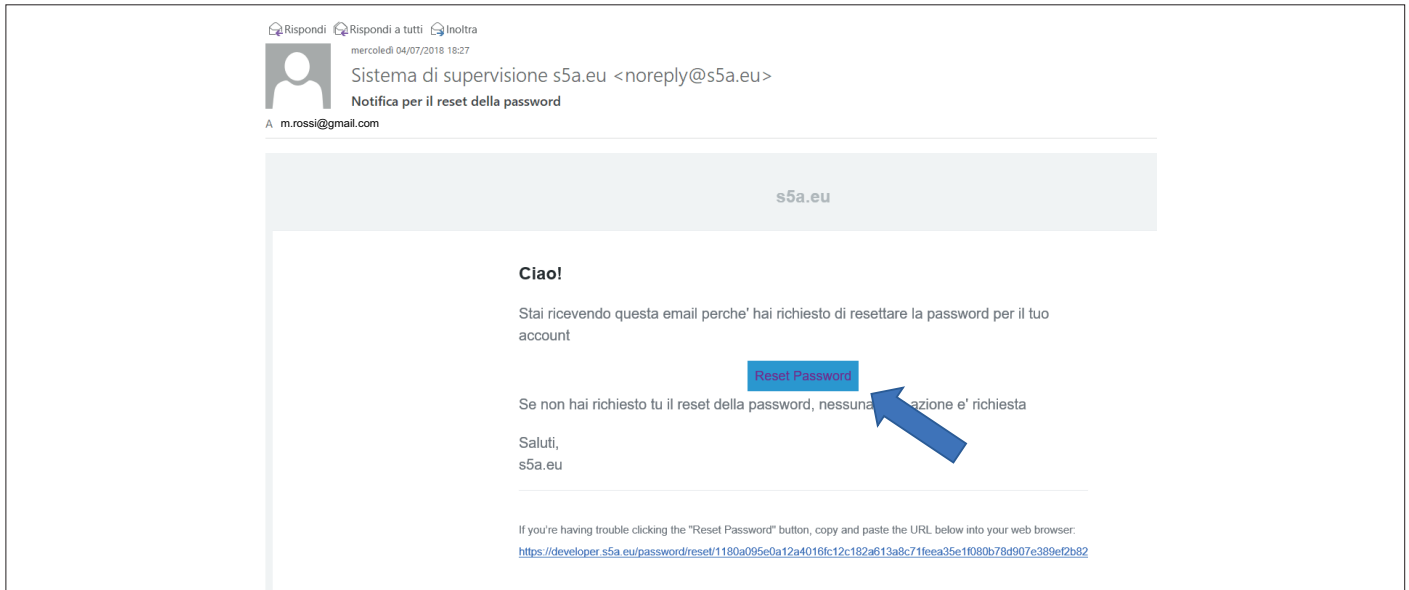 Rispondi Rispondi a tutti Inoltra
mercoledì 04/07/2018 18:27
Sistema di supervisione s5a.eu <noreply@s5a.eu>
Notifica per il reset della password
A m.rossi@gmail.com
s5a.eu
Ciao!
Stai ricevendo questa email perche' hai richiesto di resettare la password per il tuo
account
Reset Password
Se non hai richiesto tu il reset della password, nessuna azione e' richiesta
Saluti,
s5a.eu
If you're having trouble clicking the "Reset Password" button, copy and paste the URL below into your web browser:
https://developer.s5a.eu/password/reset/1180a095e0a12a4016fc12c182a613a8c71feea35e1f080b78d907e389ef2b82